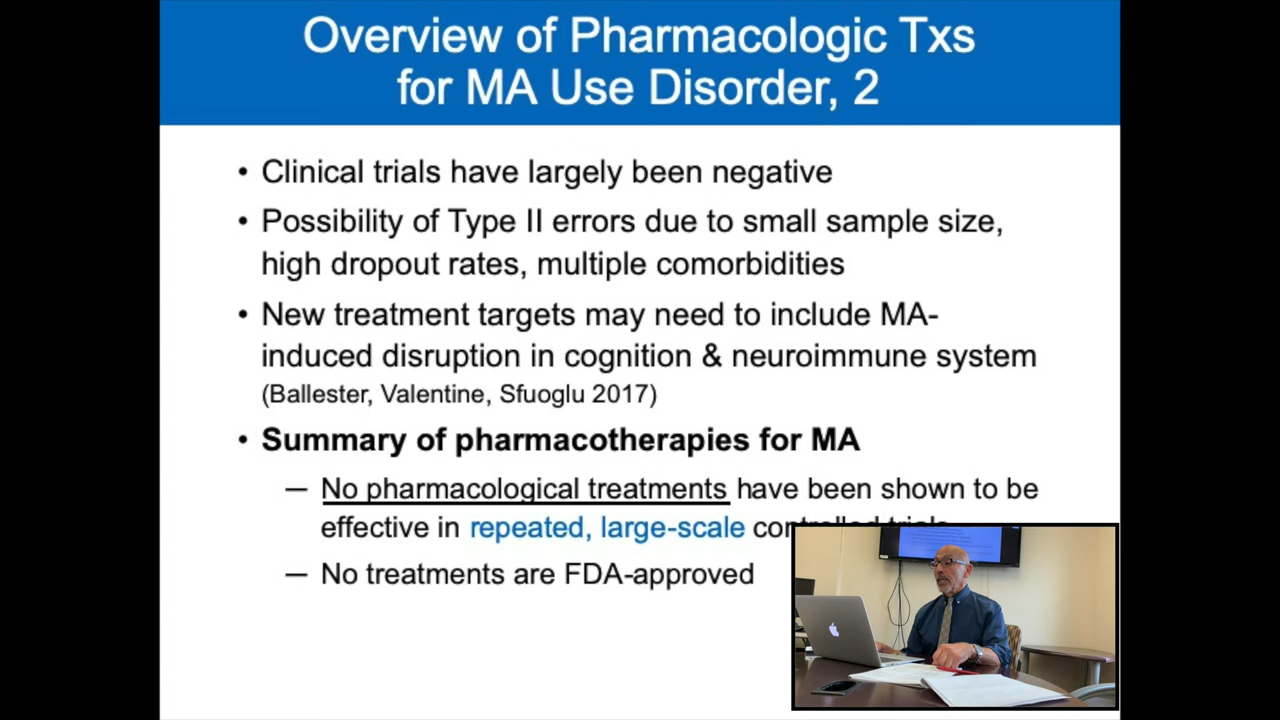 Overview of Pharmacologic Txs
for MA Use Disorder, 2
• Clinical trials have largely been negative
• Possibility of Type II errors due to small sample size,
high dropout rates, multiple comorbidities
• New treatment targets may need to include MA-
induced disruption in cognition & neuroimmune system
(Ballester, Valentine, Sfuoglu 2017)
• Summary of pharmacotherapies for MA
— No pharmacological treatments have been shown to be
effective in repeated, large-scale controlled trials
— No treatments are FDA-approved